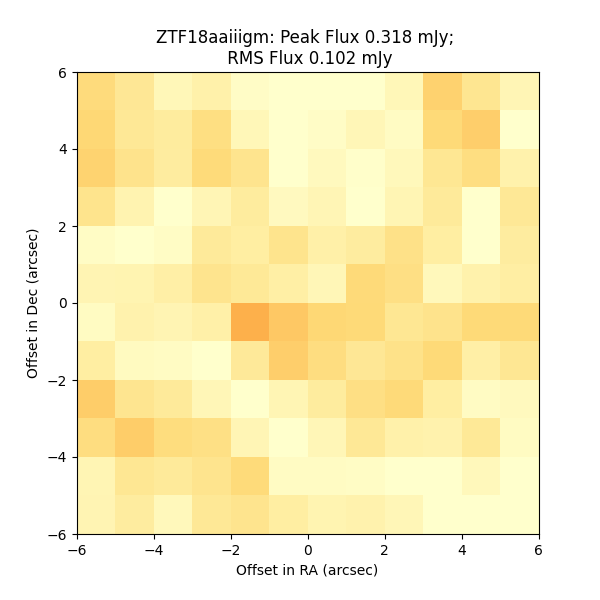 ZTF18aaiiigm: Peak Flux 0.318 mJy;
RMS Flux 0.102 mJy
6
4
2
0
−2
−4
−6
Offset in Dec (arcsec)
−6 −4 −2 0 2 4 6
Offset in RA (arcsec)